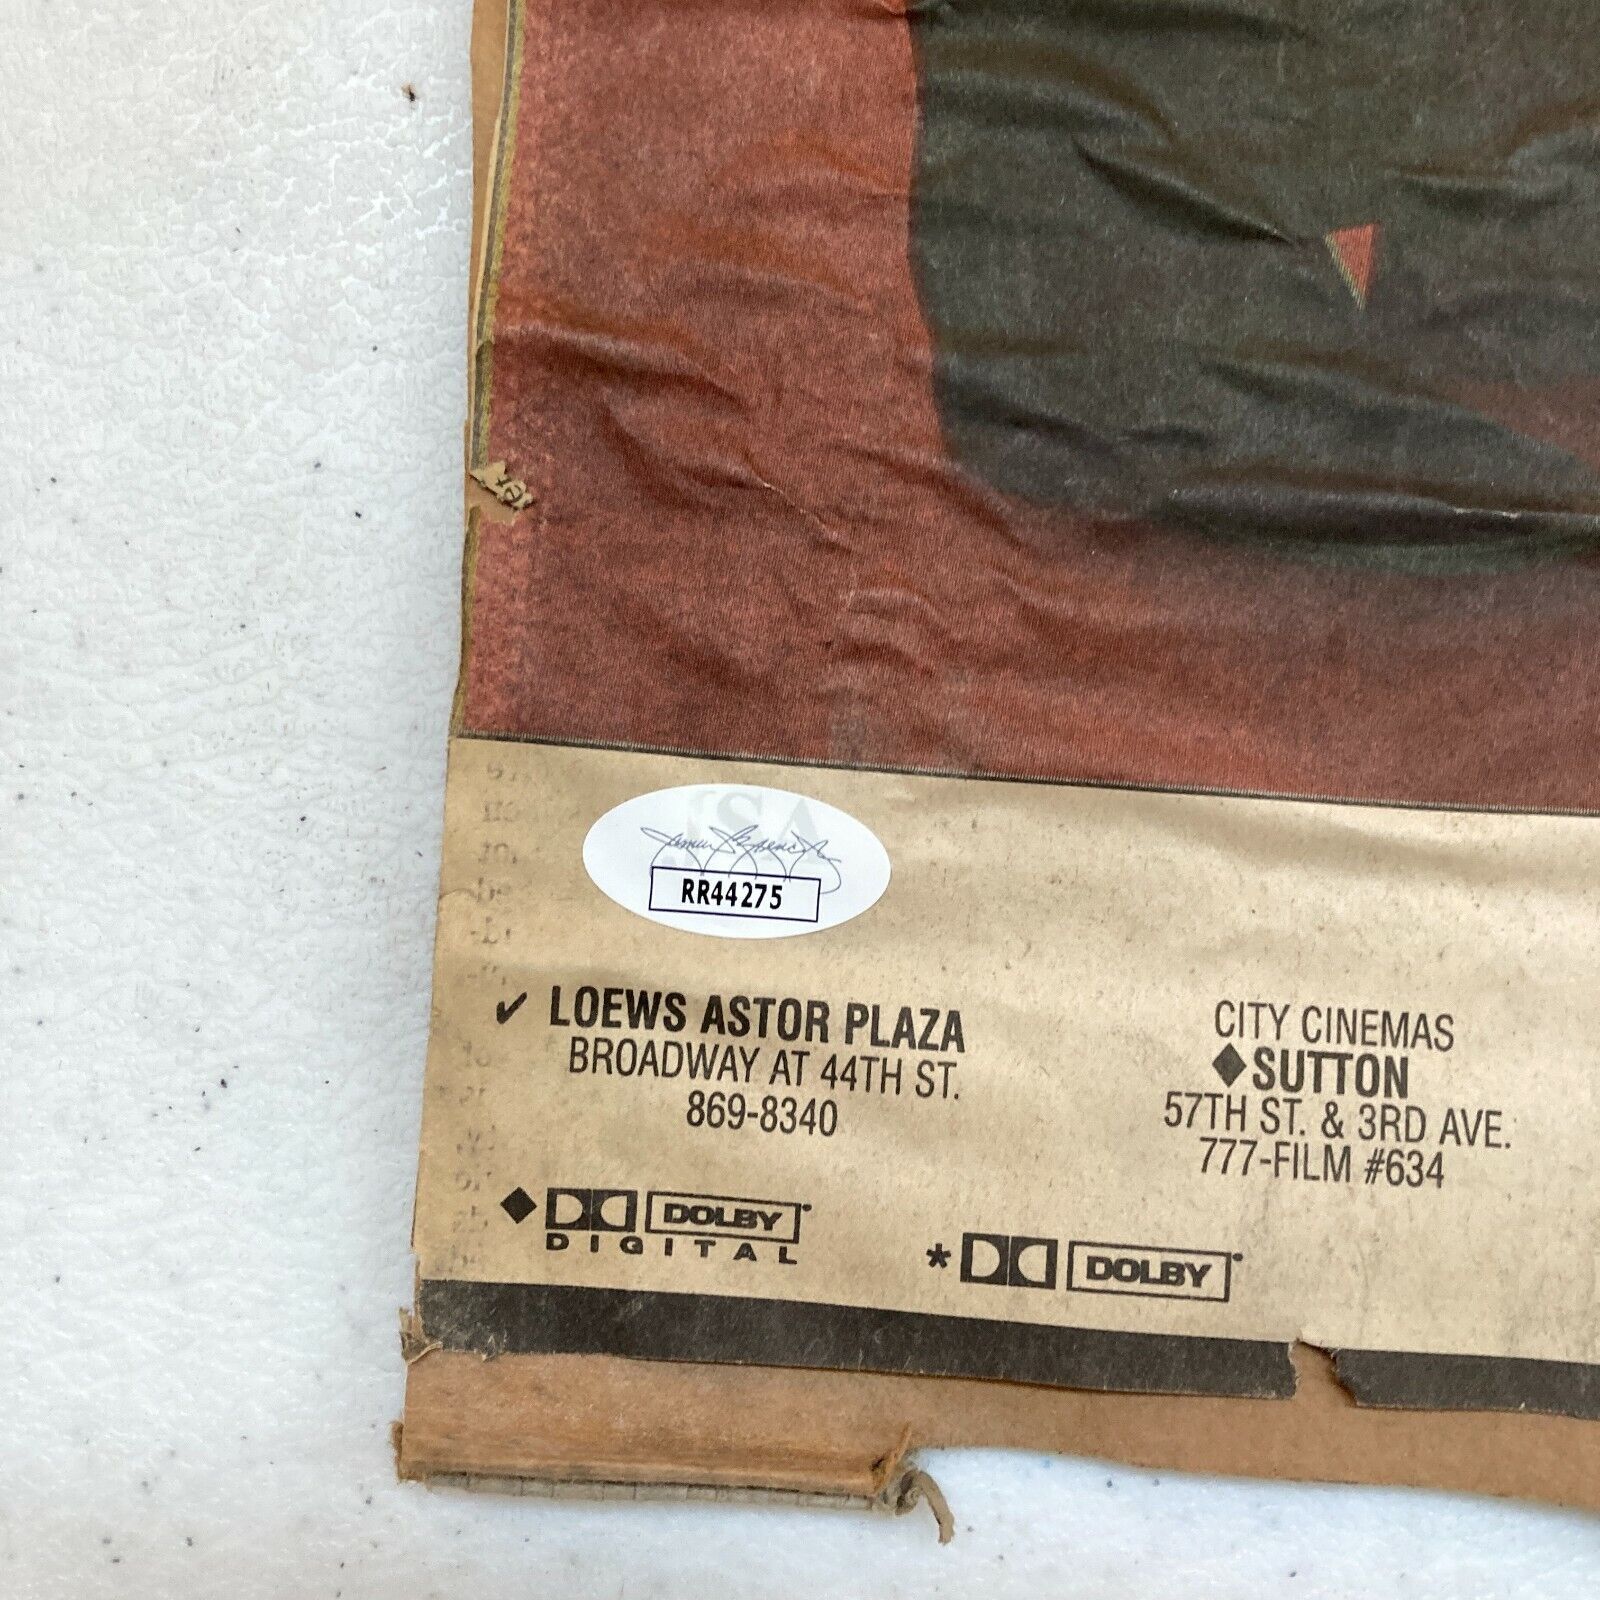 JSA
RR44275
✓ LOEWS ASTOR PLAZA
BROADWAY AT 44TH ST.
869-8340
CITY CINEMAS
◆SUTTON
57TH ST. & 3RD AVE.
777-FILM #634
◆ DOLBY
DIGITAL
* DOLBY